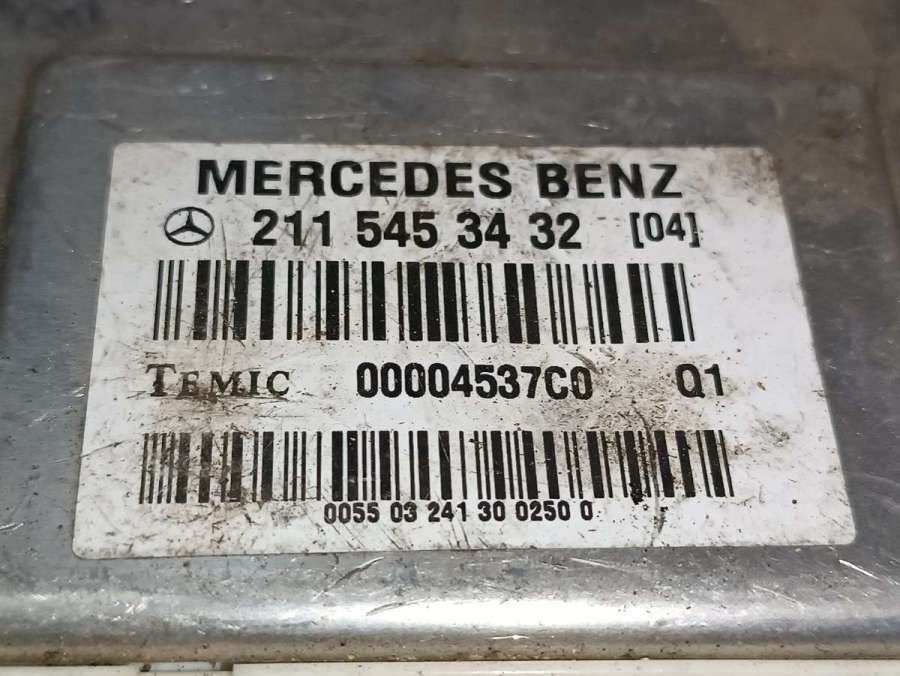 MERCEDES BENZ
211 545 34 32 [04]
TEMIC 00004537C0 Q1
0055 03 241 30 0250 0